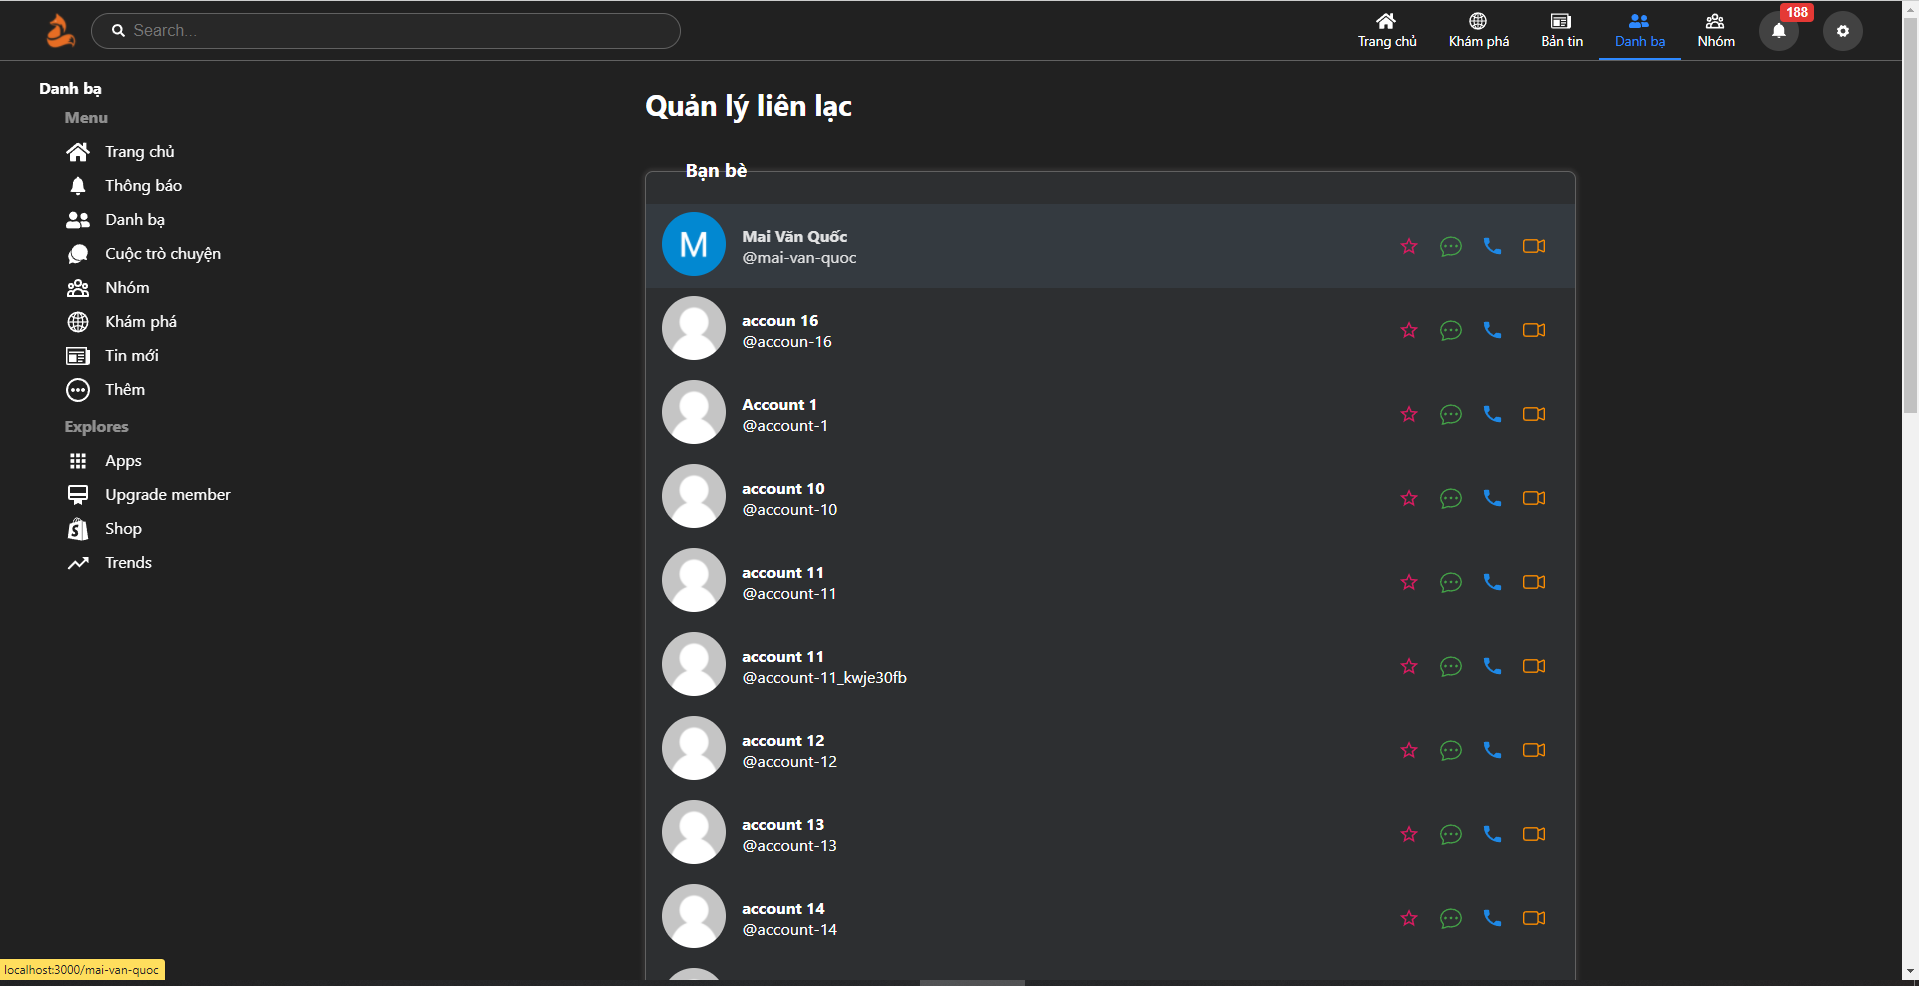 Search...
Trang chủ
Khám phá
Bản tin
Danh bạ
Nhóm
188
Danh bạ
Menu
Trang chủ
Thông báo
Danh bạ
Cuộc trò chuyện
Nhóm
Khám phá
Tin mới
Thêm
Explores
Apps
Upgrade member
Shop
Trends
Quản lý liên lạc
Bạn bè
M
Mai Văn Quốc
@mai-van-quoc
accoun 16
@accoun-16
Account 1
@account-1
account 10
@account-10
account 11
@account-11
account 11
@account-11_kwje30fb
account 12
@account-12
account 13
@account-13
account 14
@account-14
localhost:3000/mai-van-quoc